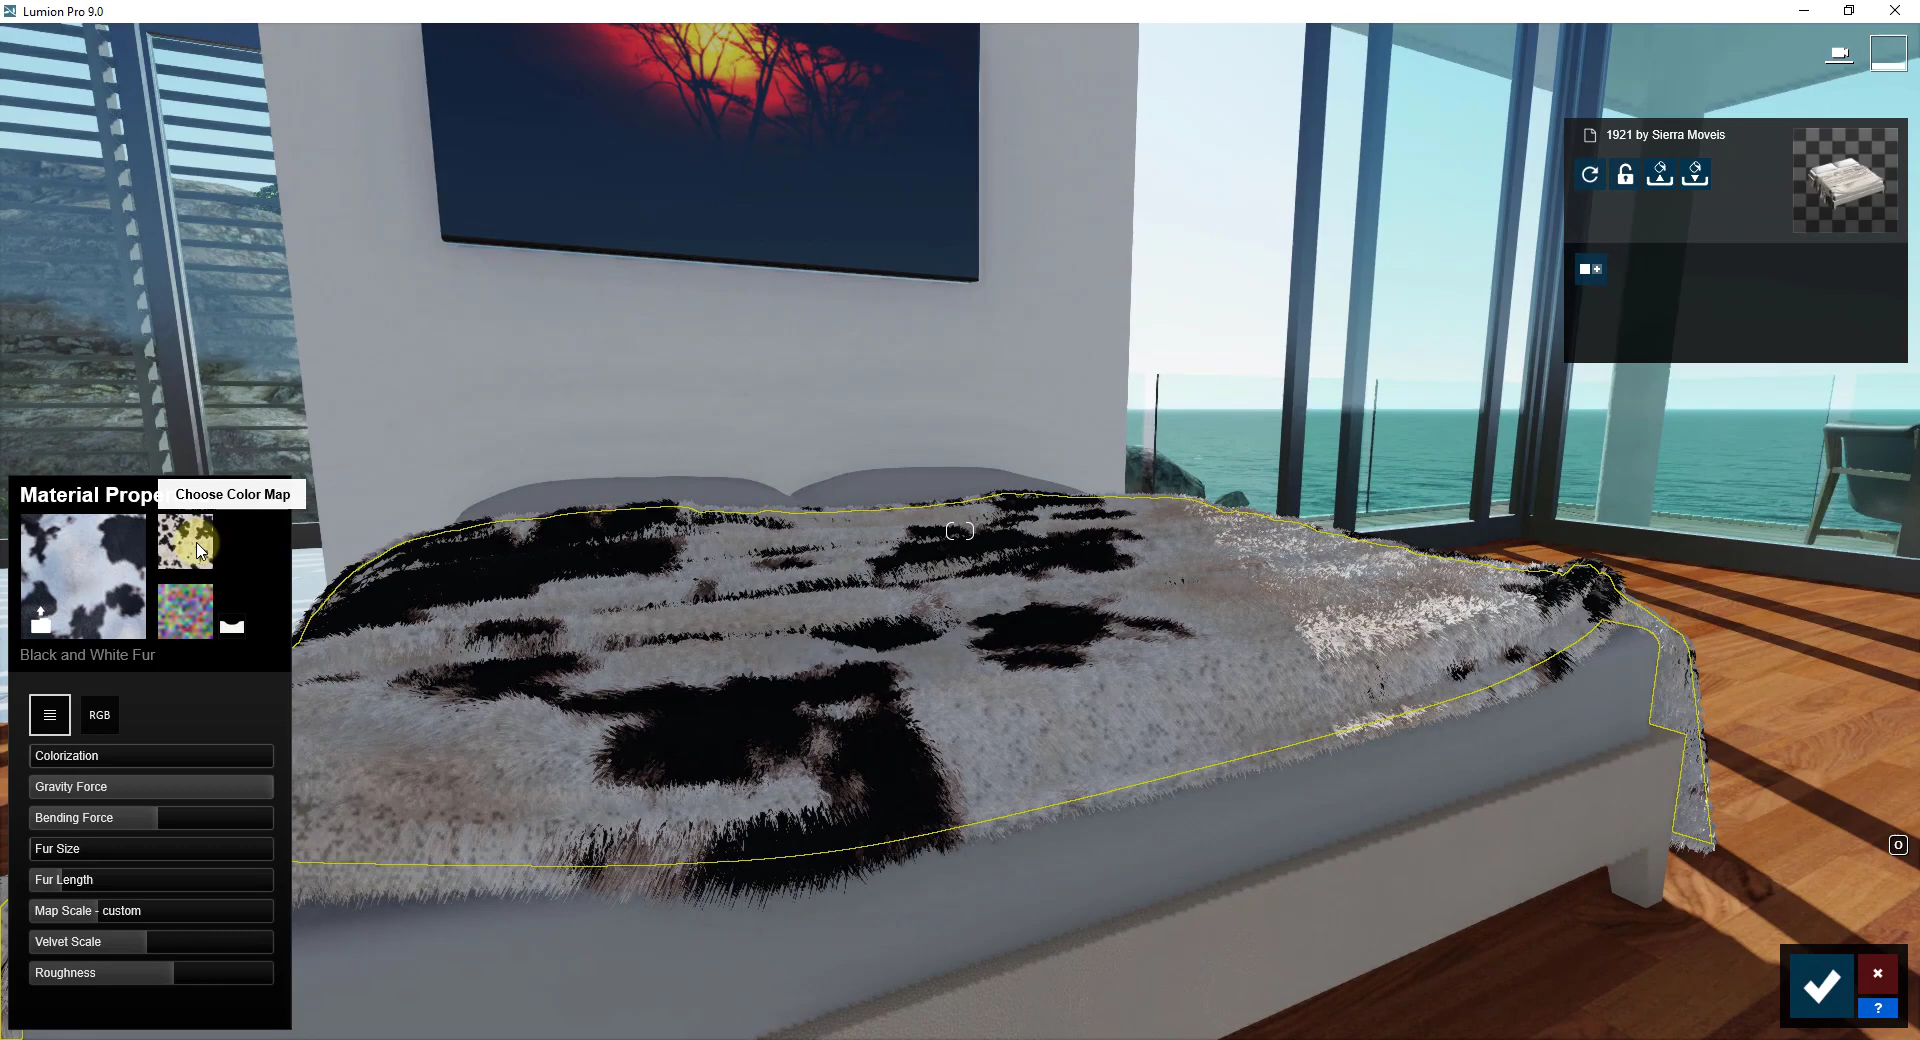 Lumion Pro 9.0
1921 by Sierra Moveis
Material Prope
Choose Color Map
Black and White Fur
RGB
Colorization
Gravity Force
Bending Force
Fur Size
Fur Length
Map Scale - custom
Velvet Scale
Roughness
O
?